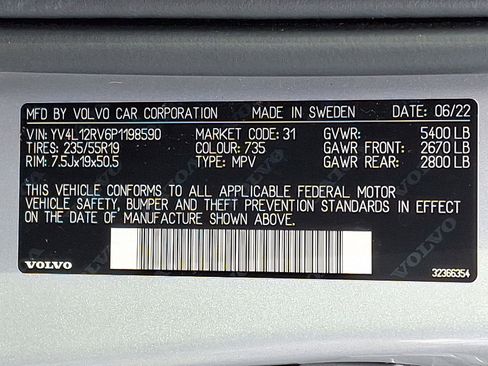 MFD BY VOLVO CAR CORPORATION MADE IN SWEDEN DATE: 06/22
VIN: YV4L12RV6P1198590 MARKET CODE: 31 GVWR: 5400 LB
TIRES: 235/55R19 COLOUR: 735 GAWR FRONT: 2670 LB
RIM: 7.5Jx19x50.5 TYPE: MPV GAWR REAR: 2800 LB
THIS VEHICLE CONFORMS TO ALL APPLICABLE FEDERAL MOTOR
VEHICLE SAFETY, BUMPER AND THEFT PREVENTION STANDARDS IN EFFECT
ON THE DATE OF MANUFACTURE SHOWN ABOVE.
VOLVO 32366354